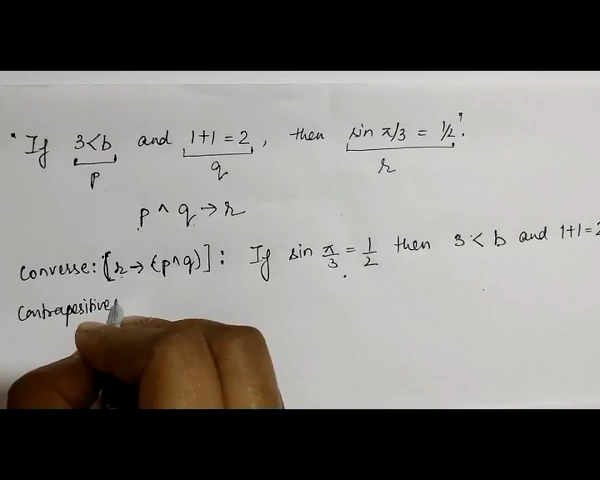 "If 3<b and 1+1=2, then sin π/3 = 1/2".
p q r
p ∧ q → r
Converse: [r → (p∧q)] : If sin π/3 = 1/2 then 3 < b and 1+1=2
Contrapositive